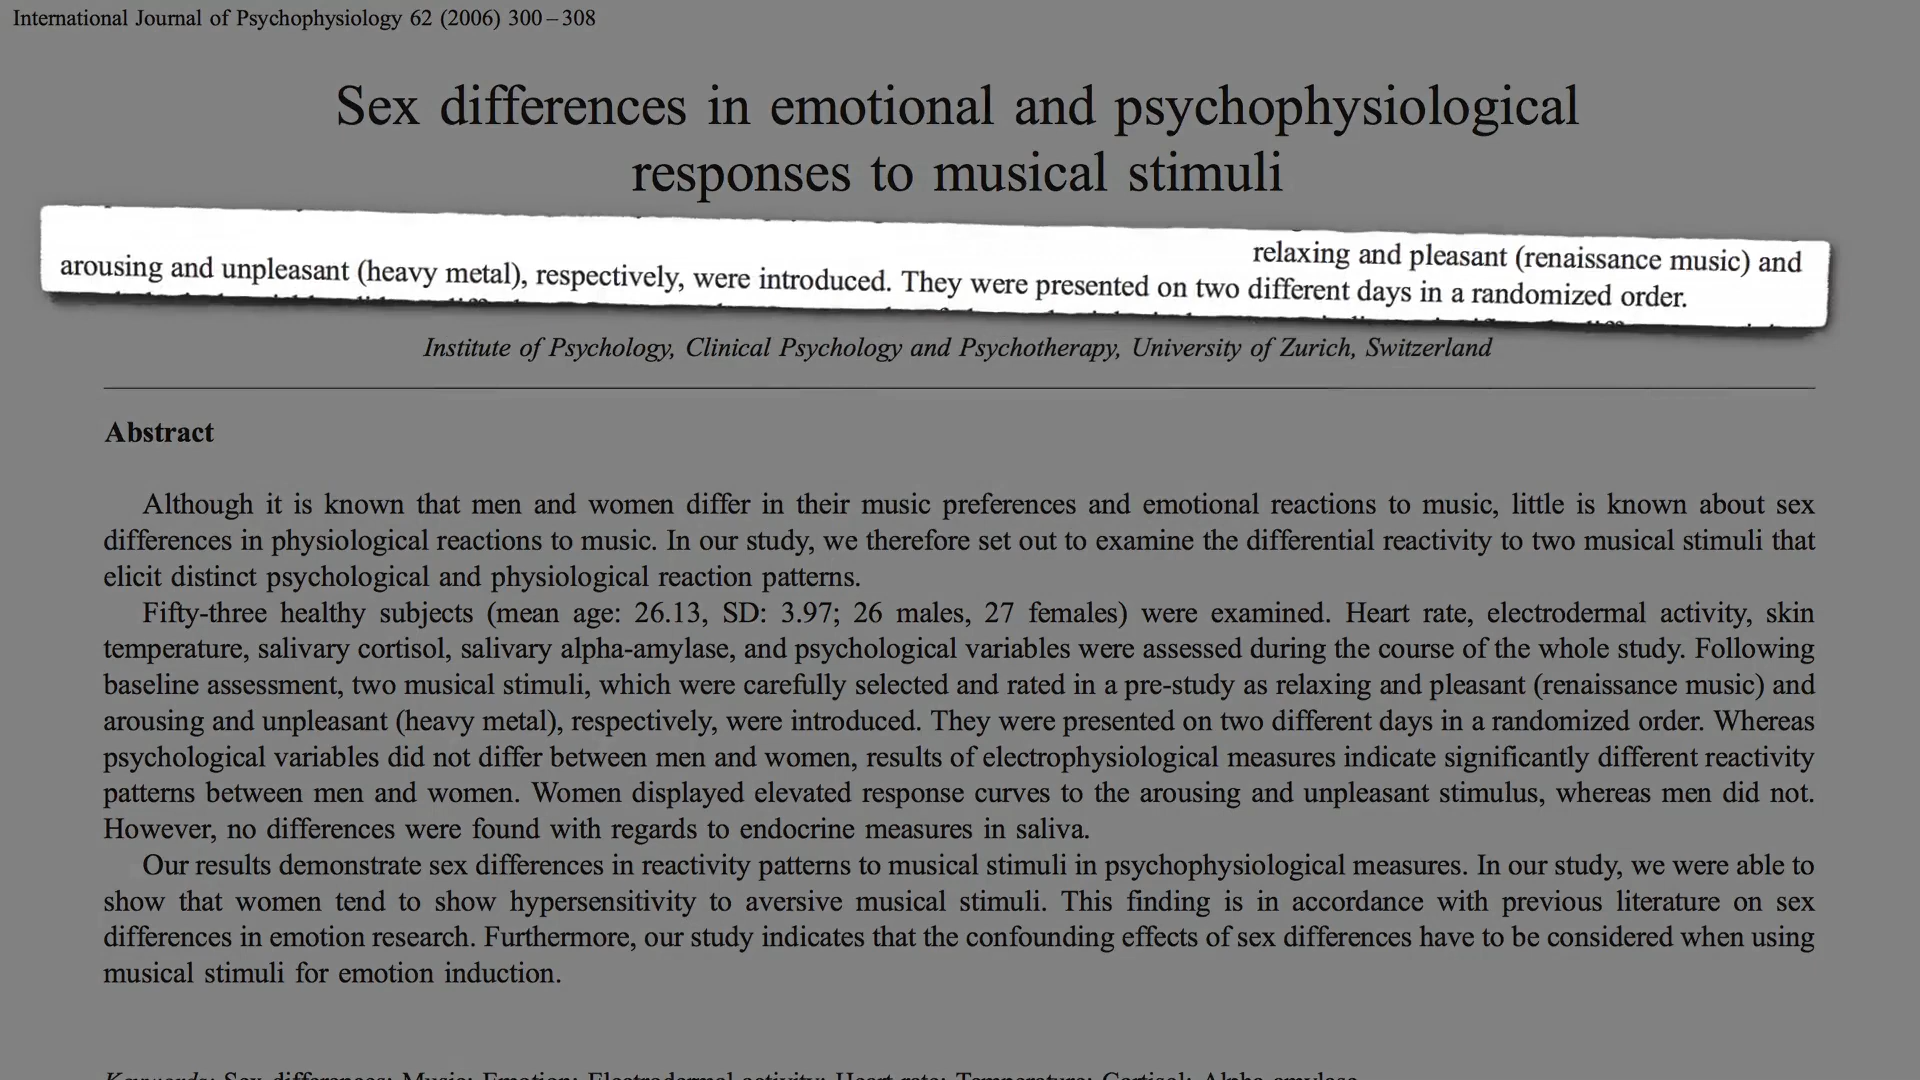 International Journal of Psychophysiology 62 (2006) 300–308
Sex differences in emotional and psychophysiological
responses to musical stimuli
relaxing and pleasant (renaissance music) and
arousing and unpleasant (heavy metal), respectively, were introduced. They were presented on two different days in a randomized order.
Institute of Psychology, Clinical Psychology and Psychotherapy, University of Zurich, Switzerland
Abstract
Although it is known that men and women differ in their music preferences and emotional reactions to music, little is known about sex
differences in physiological reactions to music. In our study, we therefore set out to examine the differential reactivity to two musical stimuli that
elicit distinct psychological and physiological reaction patterns.
Fifty-three healthy subjects (mean age: 26.13, SD: 3.97; 26 males, 27 females) were examined. Heart rate, electrodermal activity, skin
temperature, salivary cortisol, salivary alpha-amylase, and psychological variables were assessed during the course of the whole study. Following
baseline assessment, two musical stimuli, which were carefully selected and rated in a pre-study as relaxing and pleasant (renaissance music) and
arousing and unpleasant (heavy metal), respectively, were introduced. They were presented on two different days in a randomized order. Whereas
psychological variables did not differ between men and women, results of electrophysiological measures indicate significantly different reactivity
patterns between men and women. Women displayed elevated response curves to the arousing and unpleasant stimulus, whereas men did not.
However, no differences were found with regards to endocrine measures in saliva.
Our results demonstrate sex differences in reactivity patterns to musical stimuli in psychophysiological measures. In our study, we were able to
show that women tend to show hypersensitivity to aversive musical stimuli. This finding is in accordance with previous literature on sex
differences in emotion research. Furthermore, our study indicates that the confounding effects of sex differences have to be considered when using
musical stimuli for emotion induction.
Keywords: Sex differences; Music; Emotion; Electrodermal activity; Heart rate; Temperature; Cortisol; Alpha-amylase